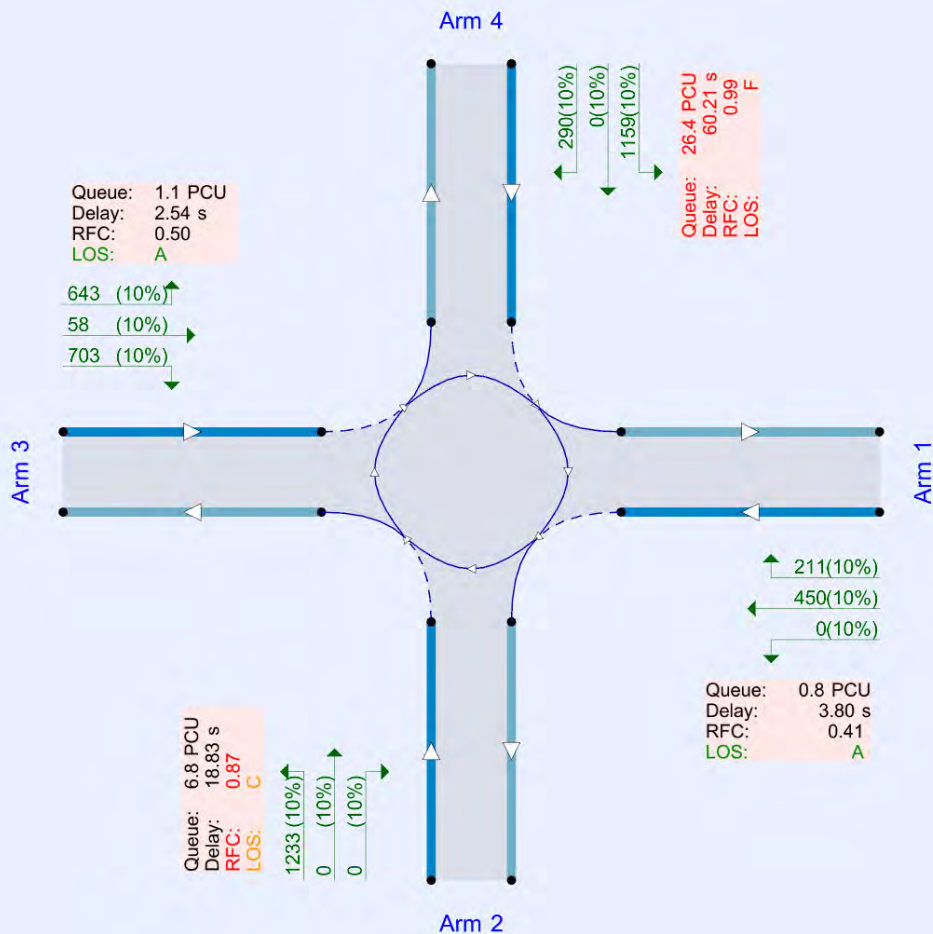 Arm 4
290(10%)
0(10%)
1159(10%)
Queue: 26.4 PCU
Delay: 60.21 s
RFC: 0.99
LOS: F
Queue: 1.1 PCU
Delay: 2.54 s
RFC: 0.50
LOS: A
643 (10%)
58 (10%)
703 (10%)
Arm 3
Arm 1
211(10%)
450(10%)
0(10%)
Queue: 0.8 PCU
Delay: 3.80 s
RFC: 0.41
LOS: A
Queue: 6.8 PCU
Delay: 18.83 s
RFC: 0.87
LOS: C
1233 (10%)
0 (10%)
0 (10%)
Arm 2